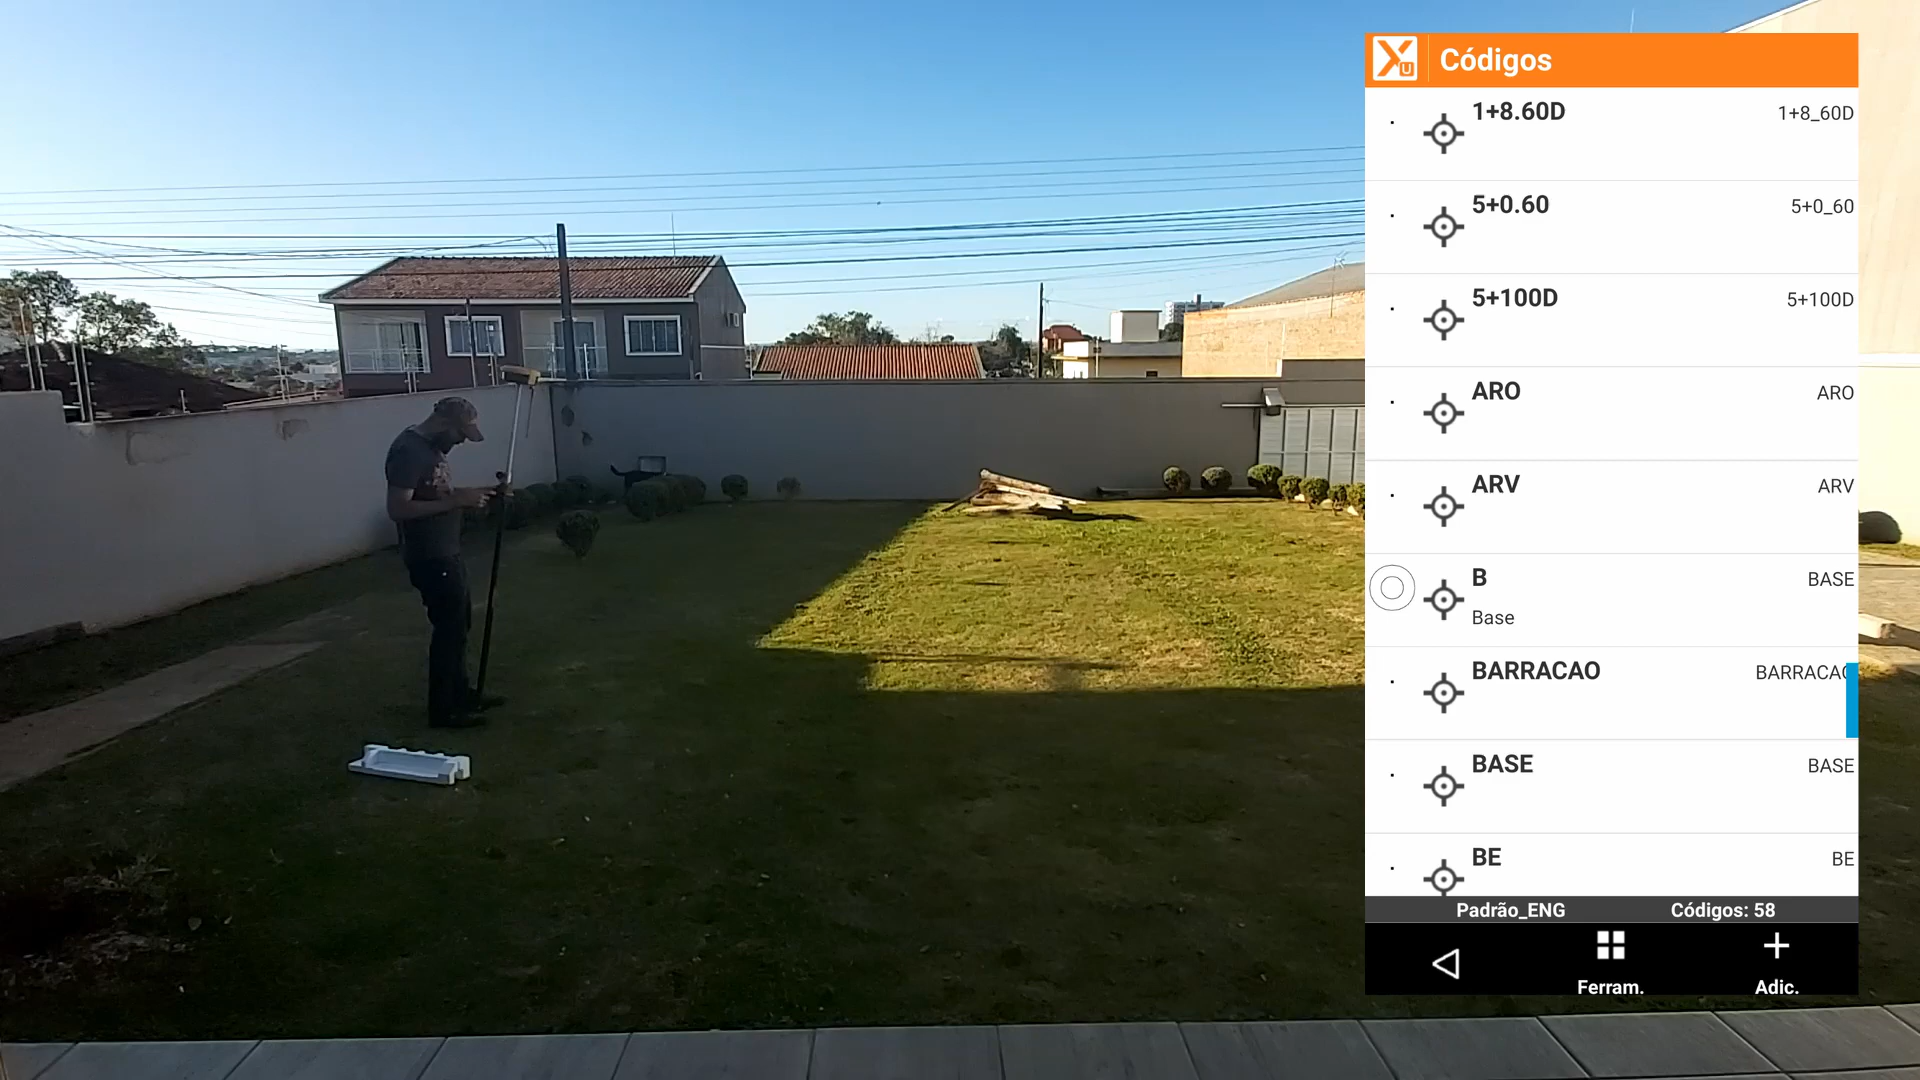 Xu Códigos
1+8.60D 1+8_60D
5+0.60 5+0_60
5+100D 5+100D
ARO ARO
ARV ARV
B BASE
Base
BARRACAO BARRACAO
BASE BASE
BE BE
Padrão_ENG Códigos: 58
Ferram. Adic.